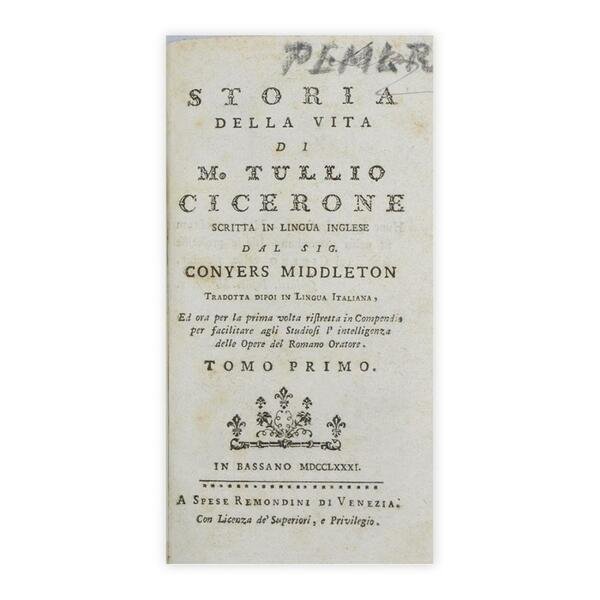 PEMER
STORIA
DELLA VITA
DI
M. TULLIO
CICERONE
SCRITTA IN LINGUA INGLESE
DAL SIG.
CONYERS MIDDLETON
TRADOTTA DIPOI IN LINGUA ITALIANA,
Ed ora per la prima volta riſtretta in Compendio
per facilitare agli Studioſi l' intelligenza
delle Opere del Romano Oratore.
TOMO PRIMO.
IN BASSANO MDCCLXXXI.
A SPESE REMONDINI DI VENEZIA.
Con Licenza de' Superiori, e Privilegio.